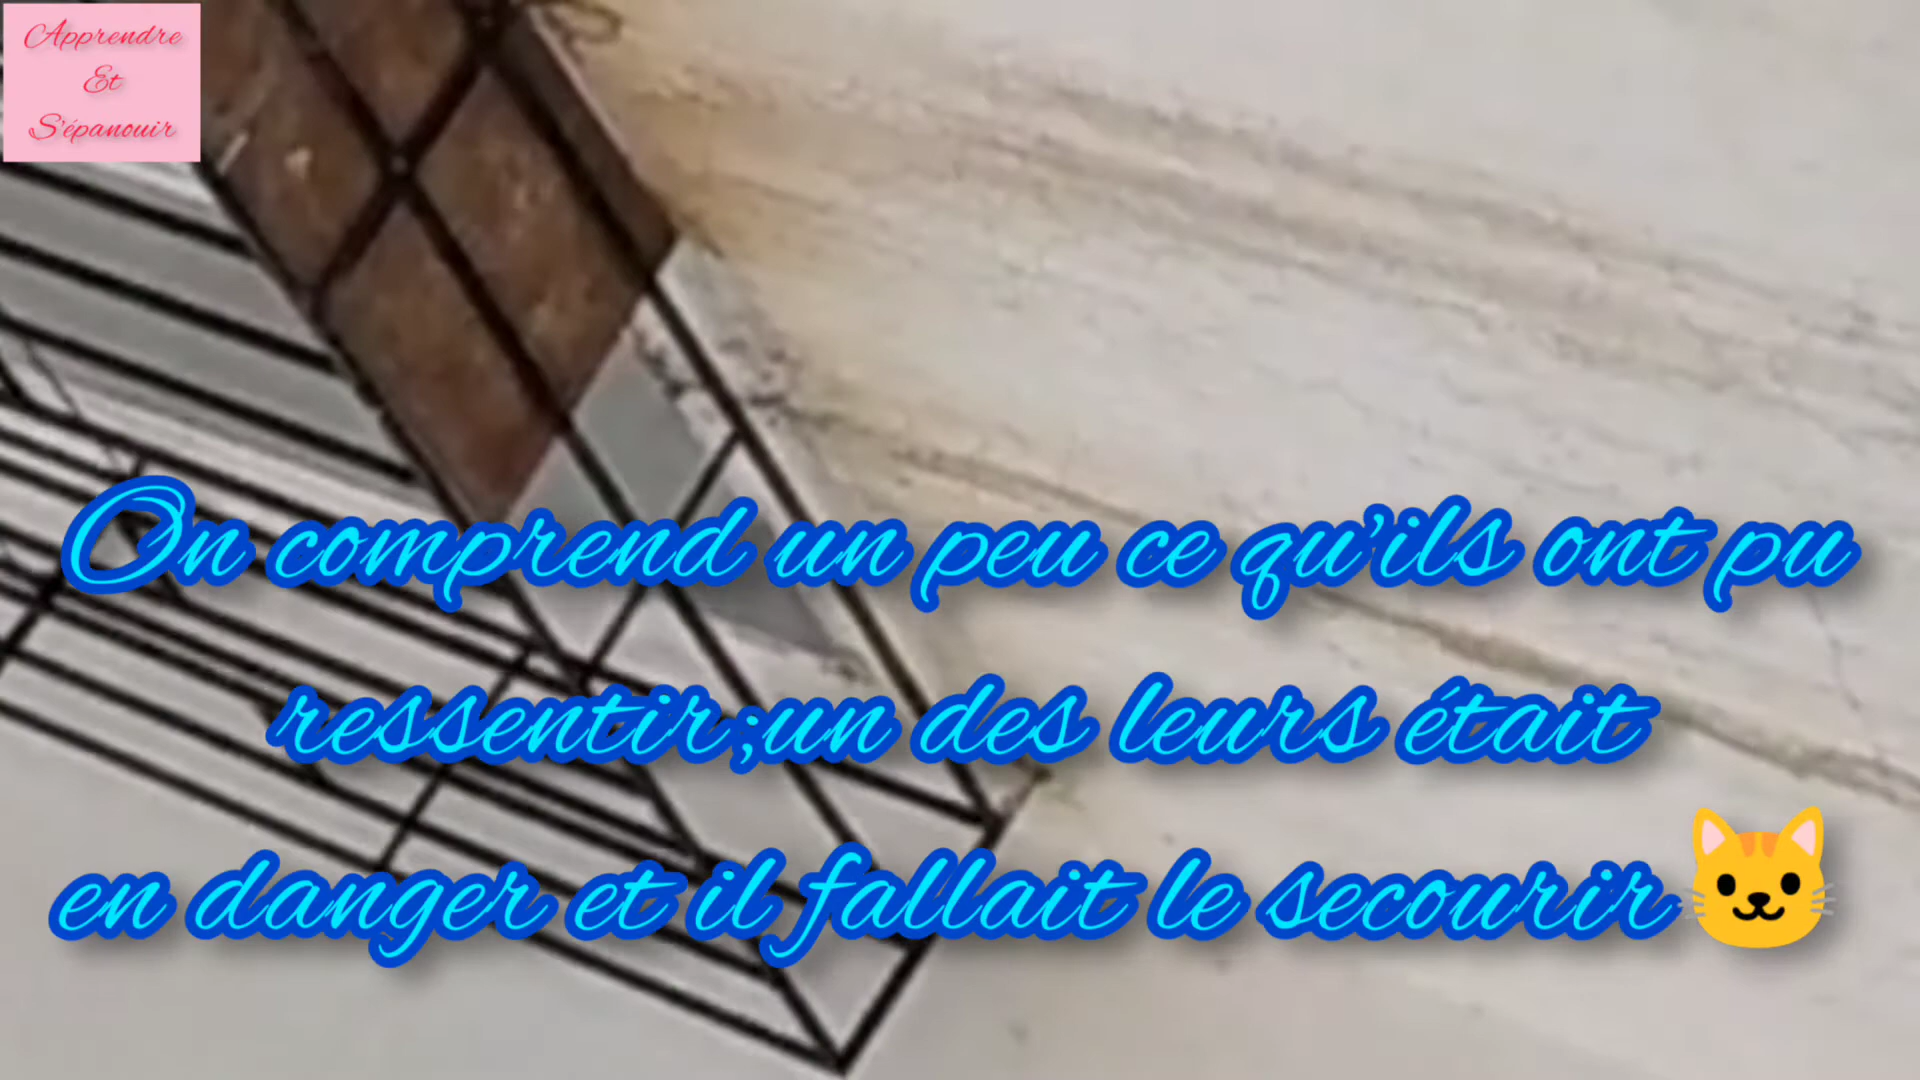 Apprendre
Et
S'épanouir
On comprend un peu ce qu'ils ont pu
ressentir;un des leurs était
en danger et il fallait le secourir